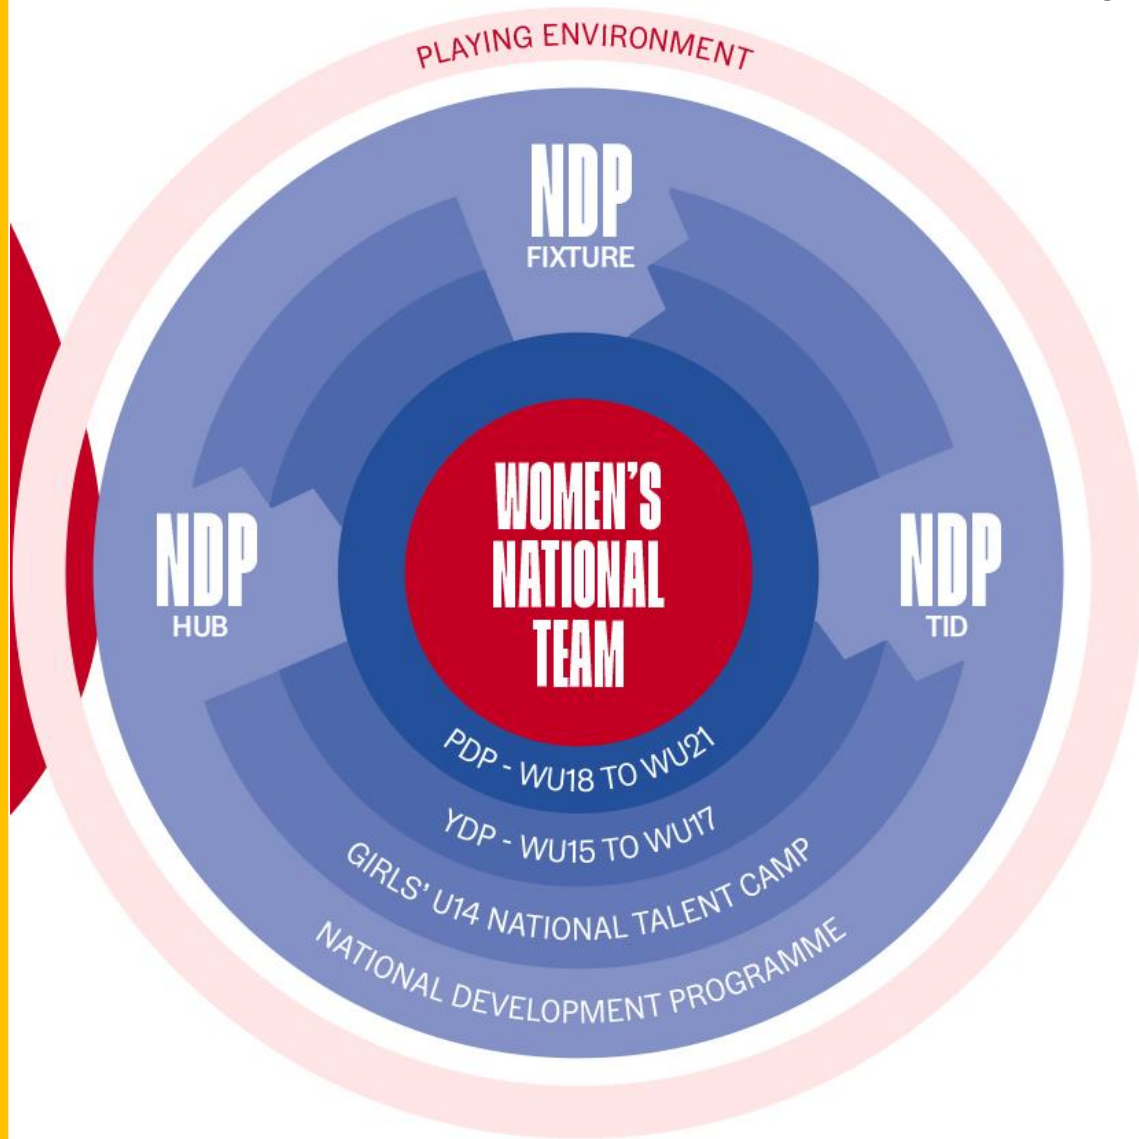 PLAYING ENVIRONMENT
NDP
FIXTURE
NDP
HUB
WOMEN'S
NATIONAL
TEAM
NDP
TID
PDP - WU18 TO WU21
YDP - WU15 TO WU17
GIRLS' U14 NATIONAL TALENT CAMP
NATIONAL DEVELOPMENT PROGRAMME